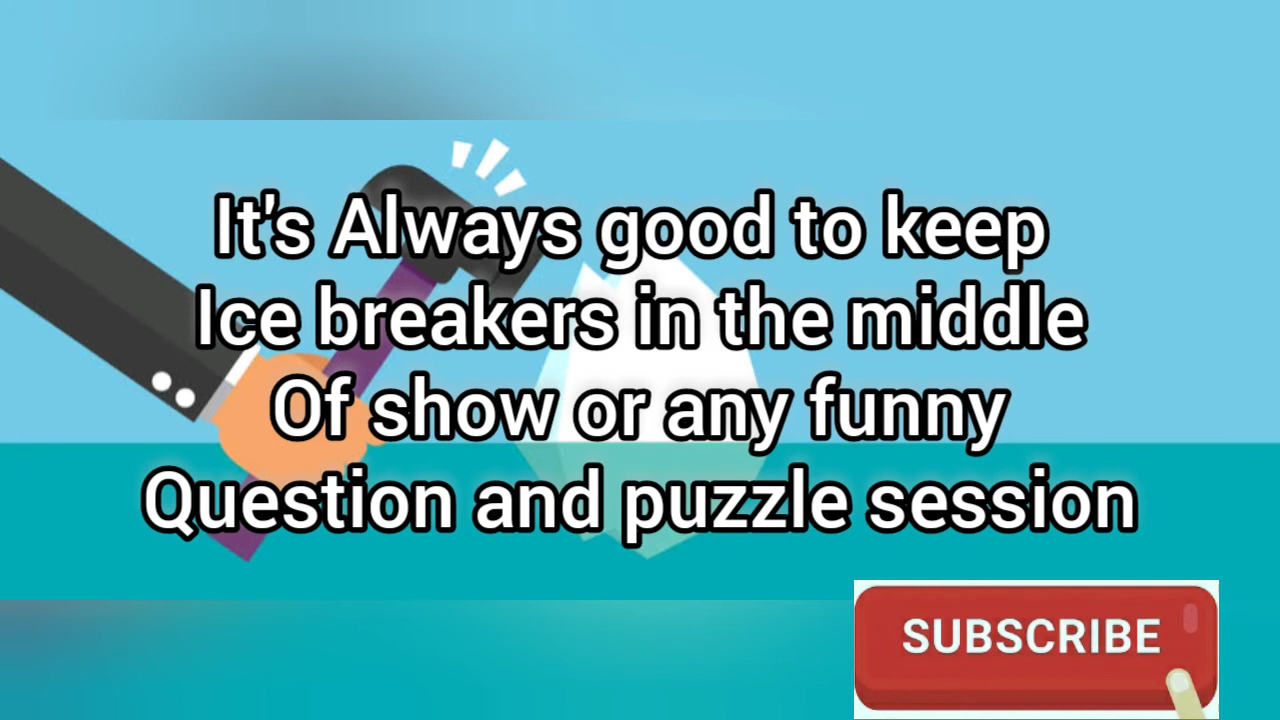 It's Always good to keep
Ice breakers in the middle
Of show or any funny
Question and puzzle session
SUBSCRIBE